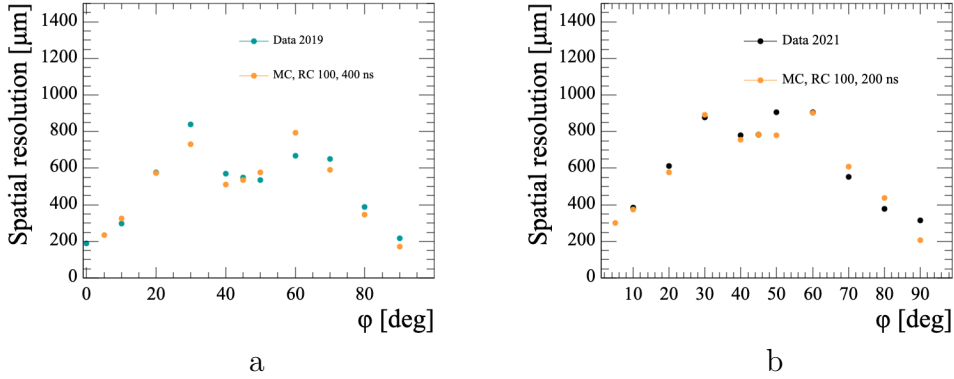 Spatial resolution [μm]
1400
1200
1000
800
600
400
200
0
Data 2019
MC, RC 100, 400 ns
0 20 40 60 80
φ [deg]
a
Spatial resolution [μm]
1400
1200
1000
800
600
400
200
0
Data 2021
MC, RC 100, 200 ns
10 20 30 40 50 60 70 80 90
φ [deg]
b